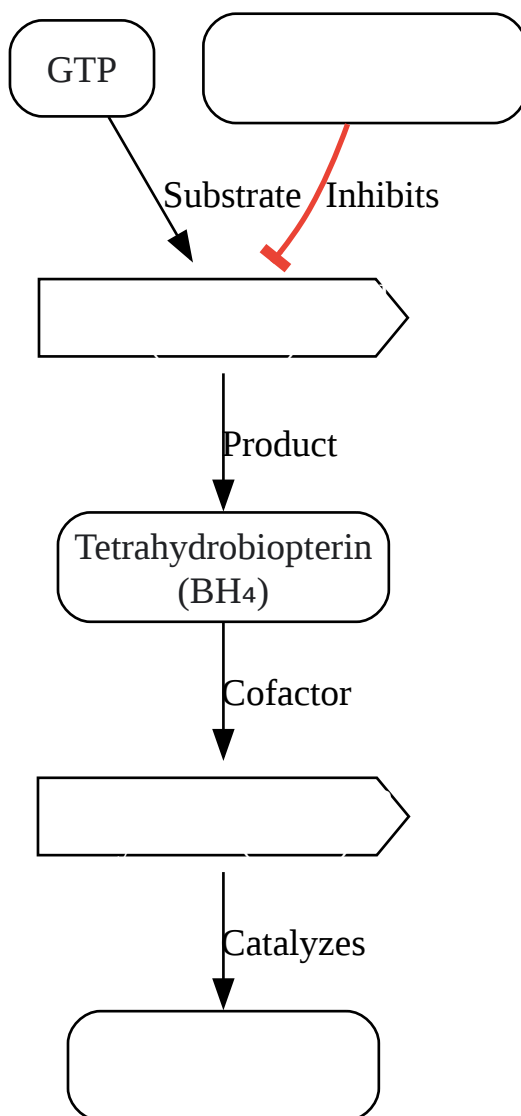 GTP
Substrate
Inhibits
Product
Tetrahydrobiopterin
(BH₄)
Cofactor
Catalyzes